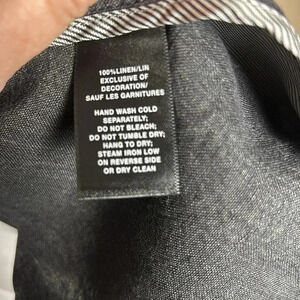 100%LINEN/LIN
EXCLUSIVE OF
DECORATION/
SAUF LES GARNITURES
HAND WASH COLD
SEPARATELY;
DO NOT BLEACH;
DO NOT TUMBLE DRY;
HANG TO DRY;
STEAM IRON LOW
ON REVERSE SIDE
OR DRY CLEAN